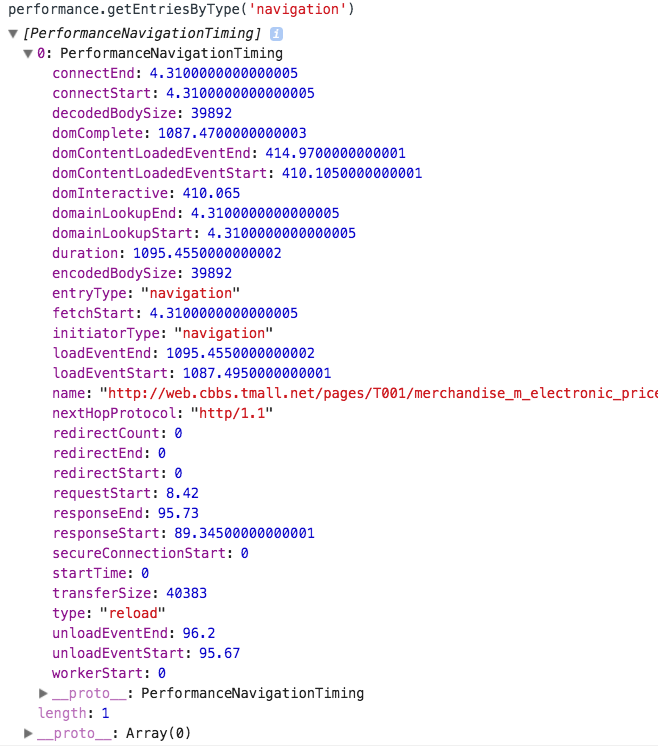 performance.getEntriesByType('navigation')
▼ [PerformanceNavigationTiming] i
▼ 0: PerformanceNavigationTiming
connectEnd: 4.3100000000000005
connectStart: 4.3100000000000005
decodedBodySize: 39892
domComplete: 1087.4700000000003
domContentLoadedEventEnd: 414.9700000000001
domContentLoadedEventStart: 410.1050000000001
domInteractive: 410.065
domainLookupEnd: 4.3100000000000005
domainLookupStart: 4.3100000000000005
duration: 1095.4550000000002
encodedBodySize: 39892
entryType: "navigation"
fetchStart: 4.3100000000000005
initiatorType: "navigation"
loadEventEnd: 1095.4550000000002
loadEventStart: 1087.4950000000001
name: "http://web.cbbs.tmall.net/pages/T001/merchandise_m_electronic_price
nextHopProtocol: "http/1.1"
redirectCount: 0
redirectEnd: 0
redirectStart: 0
requestStart: 8.42
responseEnd: 95.73
responseStart: 89.34500000000001
secureConnectionStart: 0
startTime: 0
transferSize: 40383
type: "reload"
unloadEventEnd: 96.2
unloadEventStart: 95.67
workerStart: 0
▶ __proto__: PerformanceNavigationTiming
length: 1
▶ __proto__: Array(0)